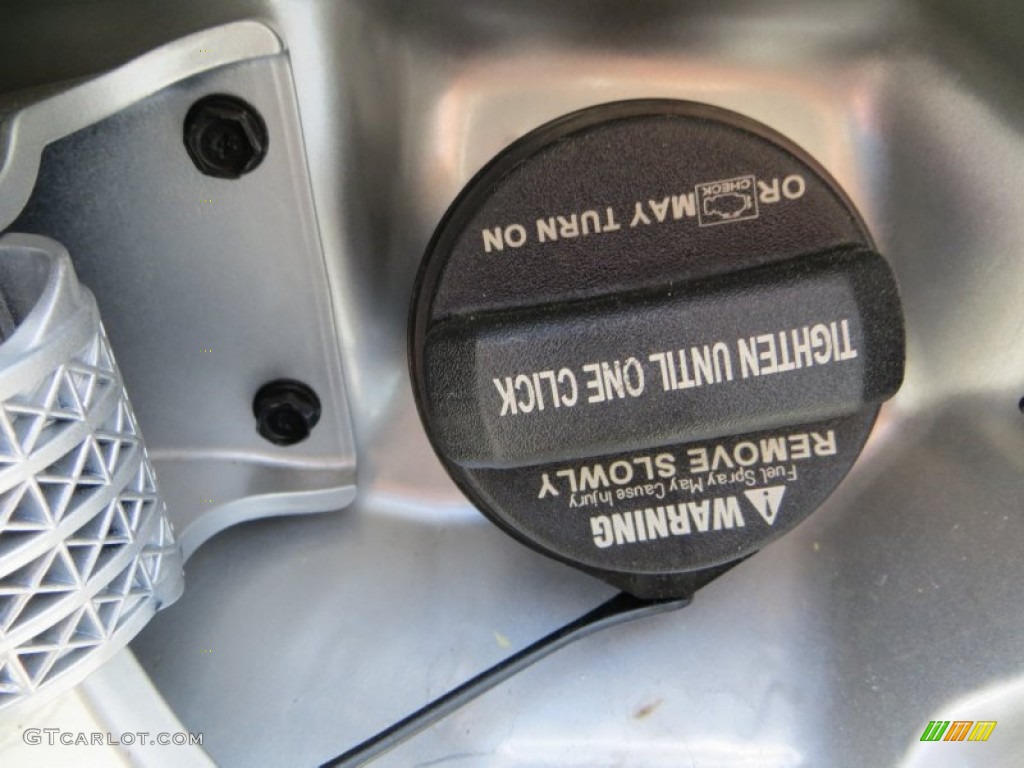 WARNING
Fuel Spray May Cause Injury
REMOVE SLOWLY
TIGHTEN UNTIL ONE CLICK
OR MAY TURN ON
CHECK
GTCARLOT.COM